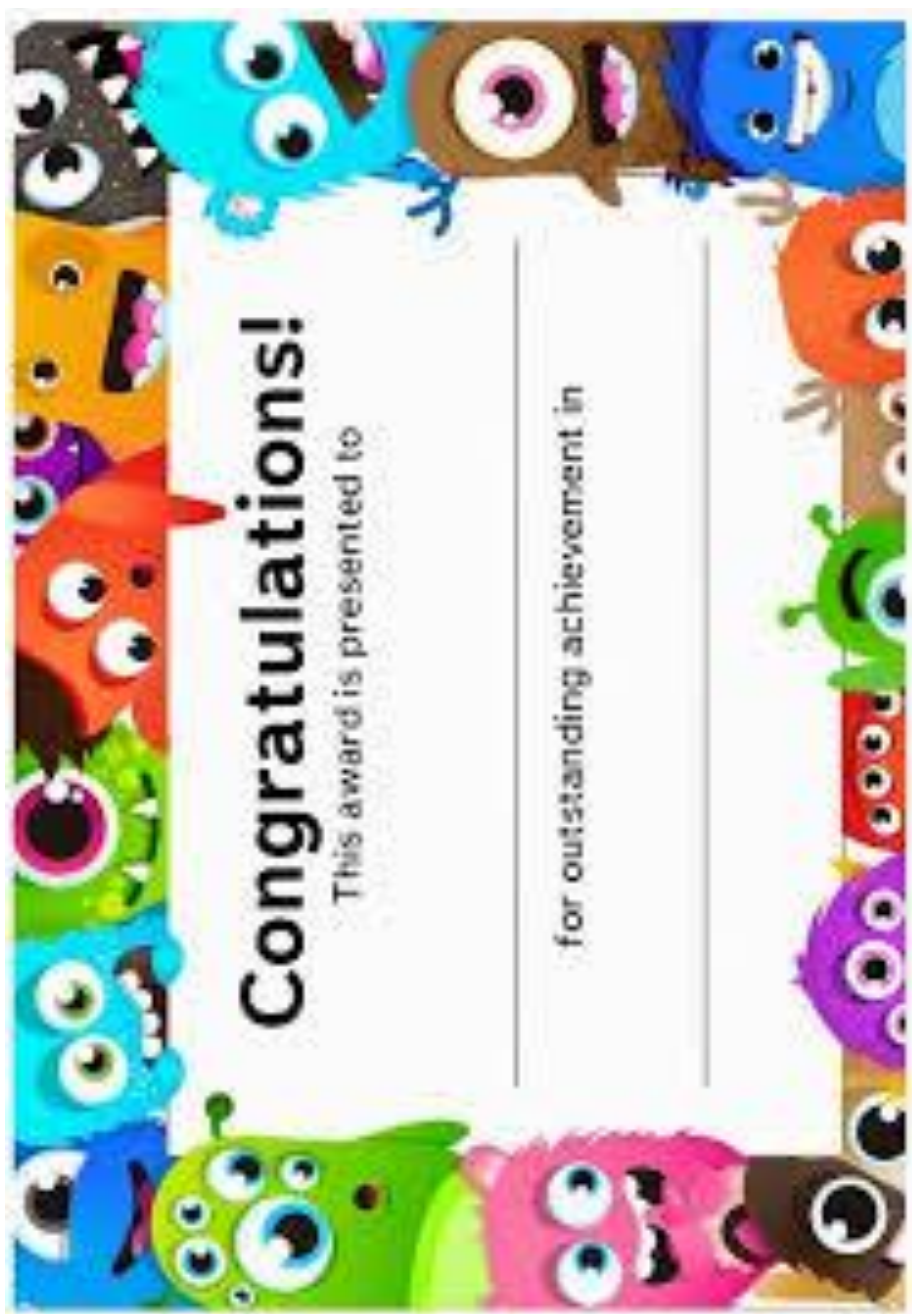 Congratulations!
This award is presented to
for outstanding achievement in